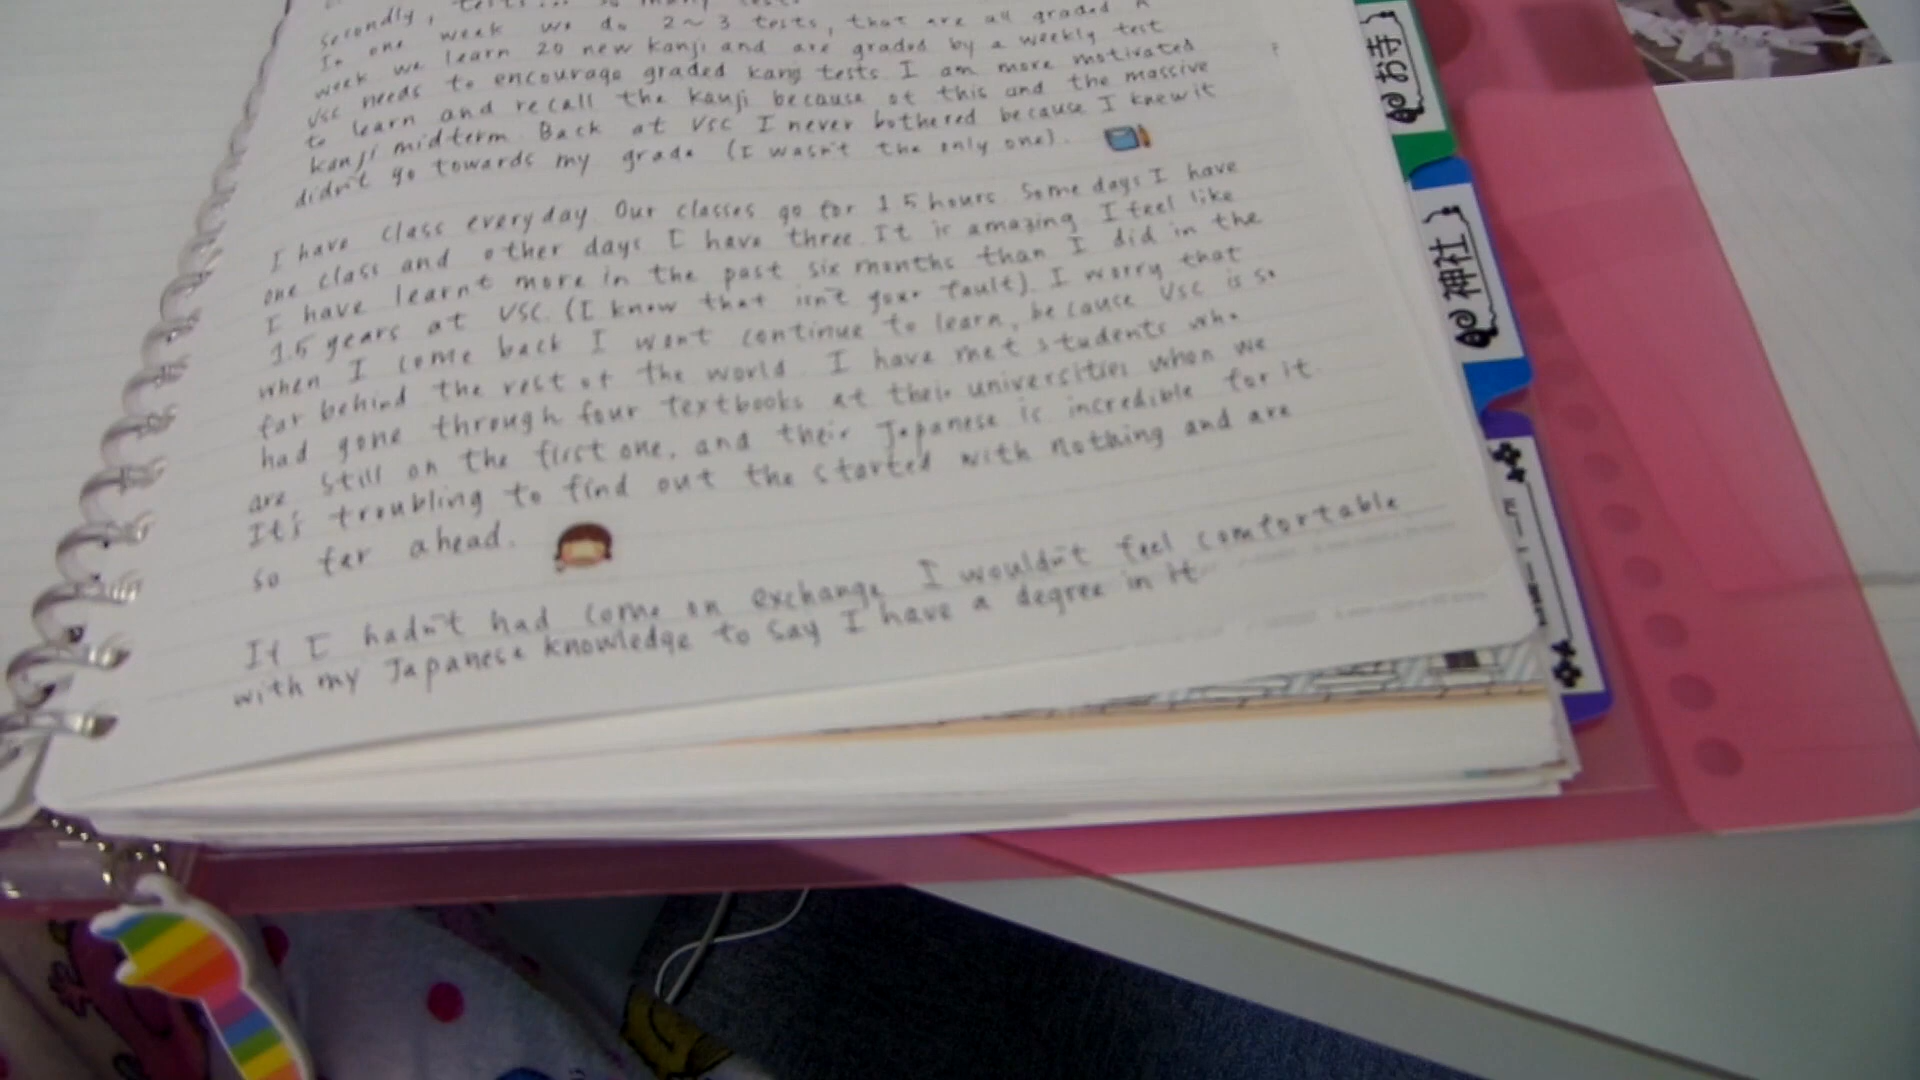 Secondly, tests... so many tests
In one week we do 2~3 tests, that are all graded. A
week we learn 20 new kanji and are graded by a weekly test
USC needs to encourage graded kanji tests I am more motivated
to learn and recall the kanji because of this and the massive
kanji midterm. Back at USC I never bothered because I knew it
didn't go towards my grade (I wasn't the only one).
I have class everyday. Our classes go for 1.5 hours. Some days I have
one class and other days I have three. It is amazing I feel like
I have learnt more in the past six months than I did in the
1.5 years at USC. (I know that isn't your fault) I worry that
when I come back I wont continue to learn, because USC is so
far behind the rest of the world. I have met students who
had gone through four textbooks at their universities when we
are still on the first one, and their Japanese is incredible for it.
It's troubling to find out the started with nothing and are
so far ahead.
If I hadn't had come on exchange I wouldn't feel comfortable
with my Japanese knowledge to say I have a degree in it
お寺
神社